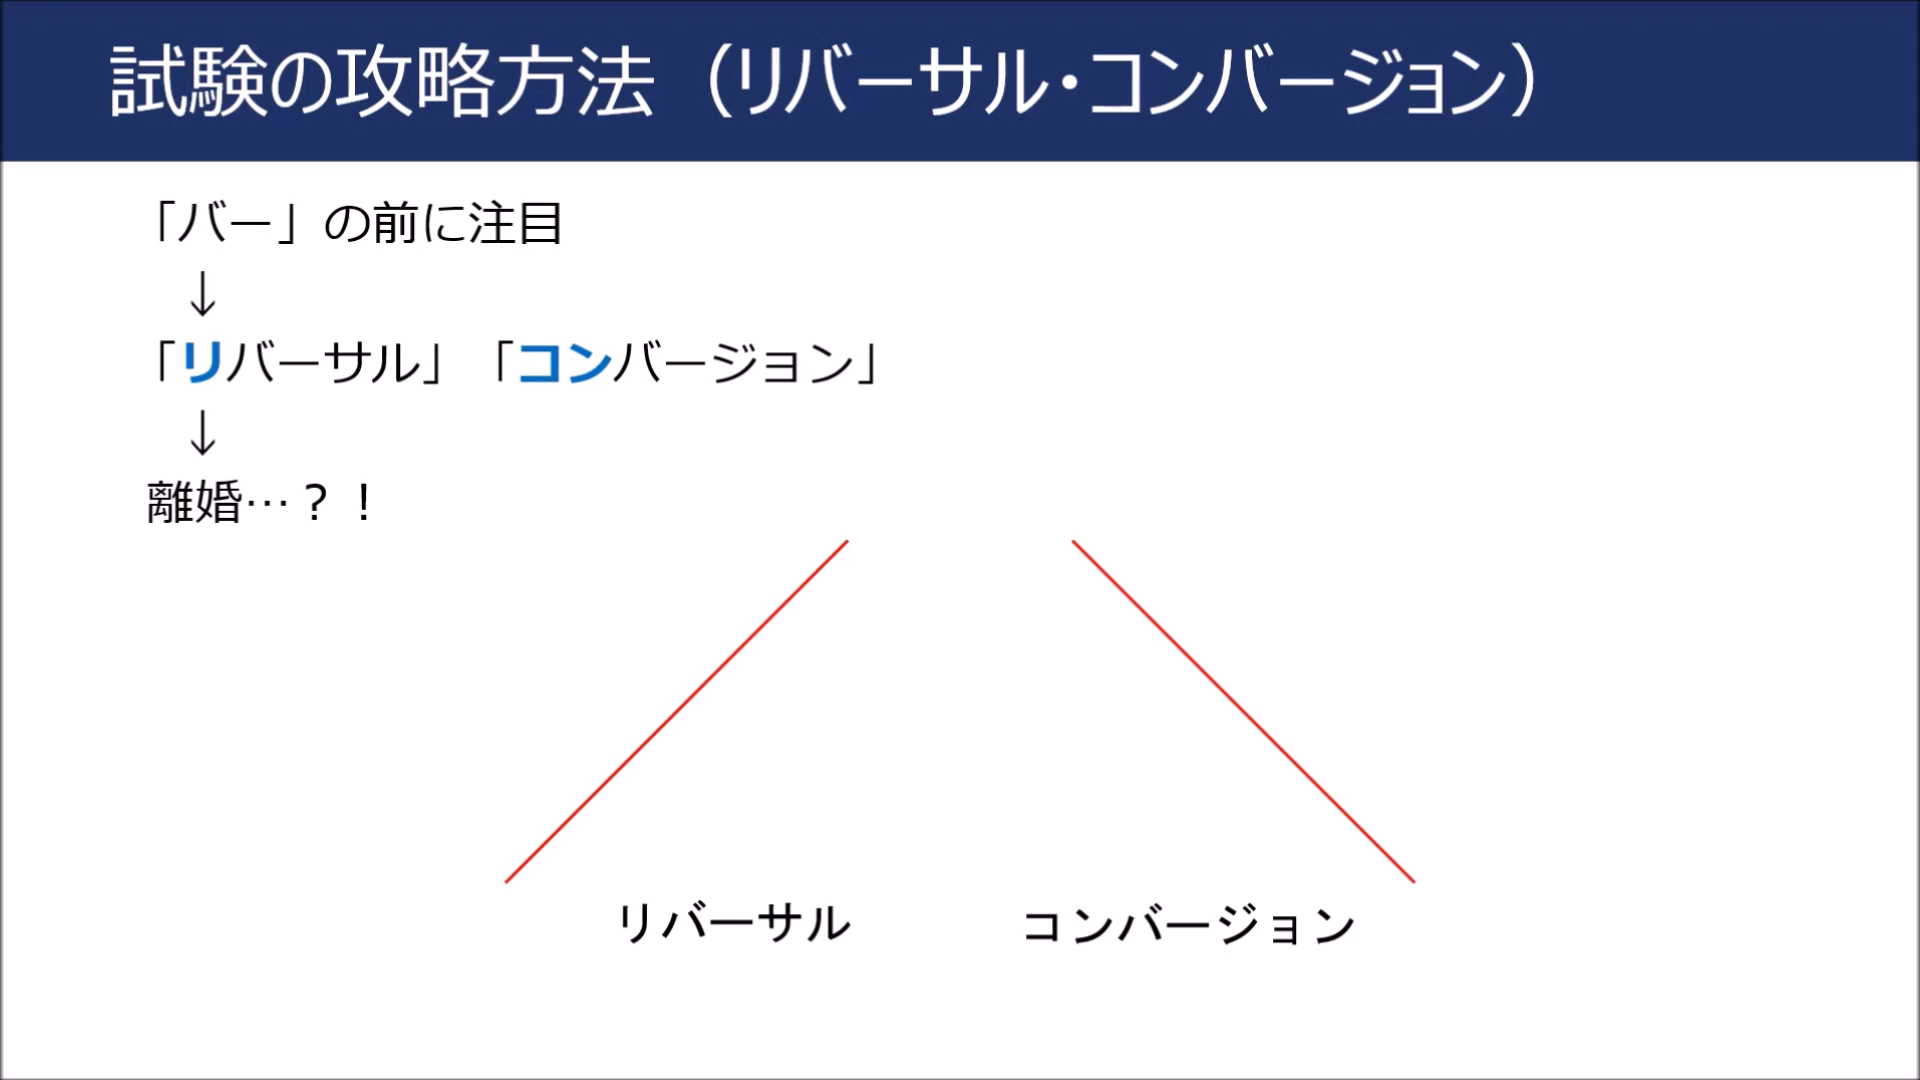 試験の攻略方法（リバーサル・コンバージョン）
「バー」の前に注目
↓
「リバーサル」「コンバージョン」
↓
離婚…？！
リバーサル
コンバージョン